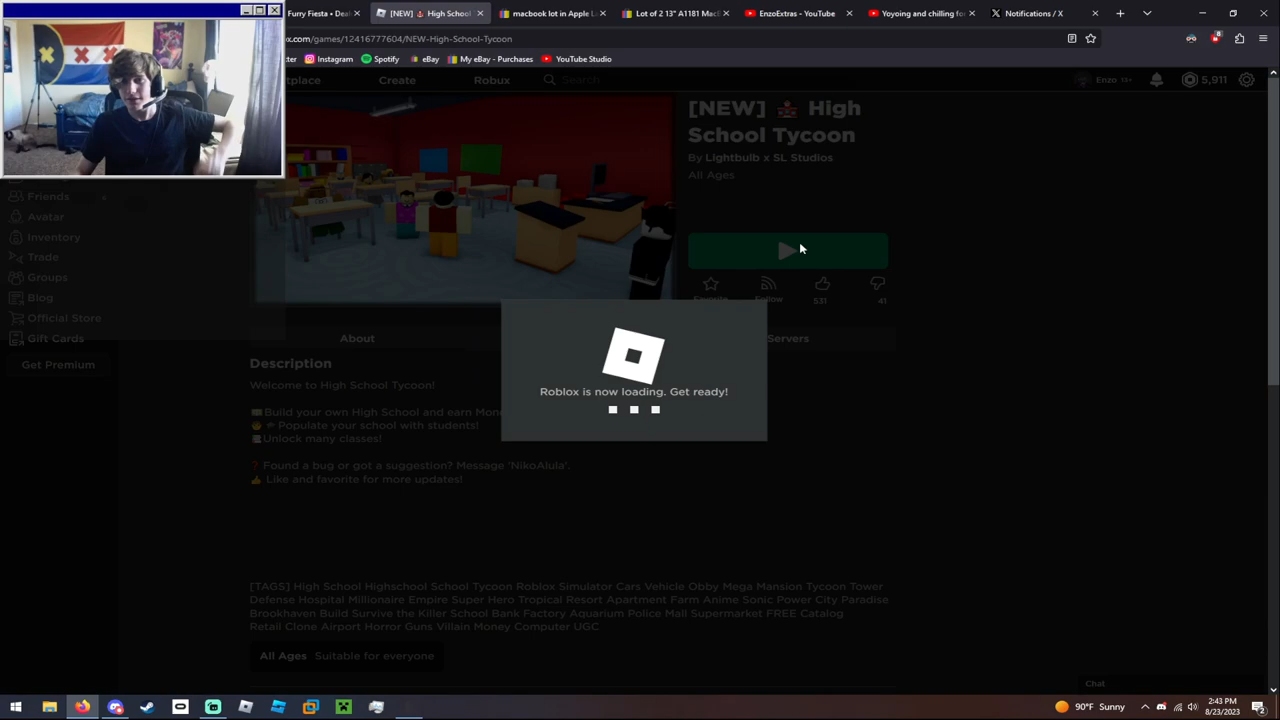 Furry Fiesta - Deal
[NEW] High School
macbook lot in Apple L
Lot of 2 13" A1181
EnzoExtras - YouTube
Yoyoing and chilling
Notifications / X
x.com/games/12416777604/NEW-High-School-Tycoon
tter Instagram Spotify eBay My eBay - Purchases YouTube Studio
tplace Create Robux Search Enzo 13+ 5,911
[NEW] High
School Tycoon
By Lightbulb x SL Studios
All Ages
Friends
Avatar
Inventory
Trade
Groups
Blog
Official Store
Gift Cards
Get Premium
Favorite Follow 531 41
About Servers
Roblox is now loading. Get ready!
Description
Welcome to High School Tycoon!
Build your own High School and earn Mon
Populate your school with students!
Unlock many classes!
Found a bug or got a suggestion? Message 'NikoAlula'.
Like and favorite for more updates!
[TAGS] High School Highschool School Tycoon Roblox Simulator Cars Vehicle Obby Mega Mansion Tycoon Tower
Defense Hospital Millionaire Empire Super Hero Tropical Resort Apartment Farm Anime Sonic Power City Paradise
Brookhaven Build Survive the Killer School Bank Factory Aquarium Police Mall Supermarket FREE Catalog
Retail Clone Airport Horror Guns Villain Money Computer UGC
All Ages Suitable for everyone
Chat
90°F Sunny
2:43 PM
8/23/2023